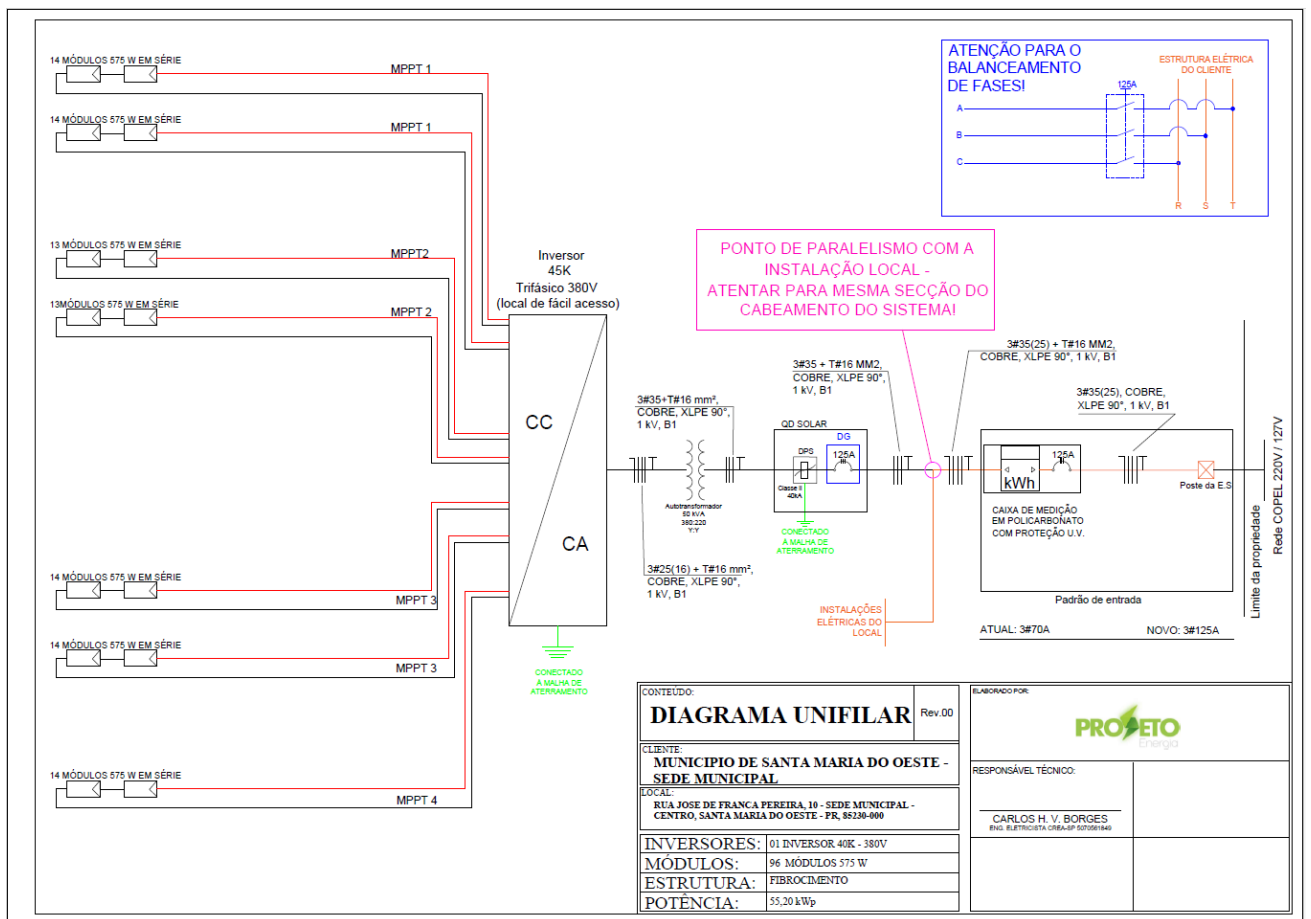 14 MÓDULOS 575 W EM SÉRIE
MPPT 1
14 MÓDULOS 575 W EM SÉRIE
MPPT 1
13 MÓDULOS 575 W EM SÉRIE
MPPT2
13MÓDULOS 575 W EM SÉRIE
MPPT 2
14 MÓDULOS 575 W EM SÉRIE
MPPT 3
14 MÓDULOS 575 W EM SÉRIE
MPPT 3
14 MÓDULOS 575 W EM SÉRIE
MPPT 4
Inversor
45K
Trifásico 380V
(local de fácil acesso)
CC
CA
CONECTADO
À MALHA DE
ATERRAMENTO
3#35+T#16 mm²,
COBRE, XLPE 90°,
1 kV, B1
T
T
Autotransformador
50 kVA
380:220
Y:Y
3#25(16) + T#16 mm²,
COBRE, XLPE 90°,
1 kV, B1
QD SOLAR
DG
DPS
125A
Classe II
40kA
CONECTADO
À MALHA DE
ATERRAMENTO
3#35 + T#16 MM2,
COBRE, XLPE 90°,
1 kV, B1
T
PONTO DE PARALELISMO COM A
INSTALAÇÃO LOCAL -
ATENTAR PARA MESMA SECÇÃO DO
CABEAMENTO DO SISTEMA!
INSTALAÇÕES
ELÉTRICAS DO
LOCAL
ATENÇÃO PARA O
BALANCEAMENTO
DE FASES!
ESTRUTURA ELÉTRICA
DO CLIENTE
125A
A
B
C
R S T
3#35(25) + T#16 MM2,
COBRE, XLPE 90°, 1 kV, B1
T
3#35(25), COBRE,
XLPE 90°, 1 kV, B1
kWh
125A
T
Poste da E.S
CAIXA DE MEDIÇÃO
EM POLICARBONATO
COM PROTEÇÃO U.V.
Padrão de entrada
ATUAL: 3#70A
NOVO: 3#125A
Limite da propriedade
Rede COPEL 220V / 127V
CONTEÚDO:
DIAGRAMA UNIFILAR
Rev.00
CLIENTE:
MUNICIPIO DE SANTA MARIA DO OESTE -
SEDE MUNICIPAL
LOCAL:
RUA JOSE DE FRANCA PEREIRA, 10 - SEDE MUNICIPAL -
CENTRO, SANTA MARIA DO OESTE - PR, 85230-000
INVERSORES: 01 INVERSOR 40K - 380V
MÓDULOS: 96 MÓDULOS 575 W
ESTRUTURA: FIBROCIMENTO
POTÊNCIA: 55,20 kWp
ELABORADO POR:
PROJETO
Energia
RESPONSÁVEL TÉCNICO:
CARLOS H. V. BORGES
ENG. ELETRICISTA CREA-SP 5070561849